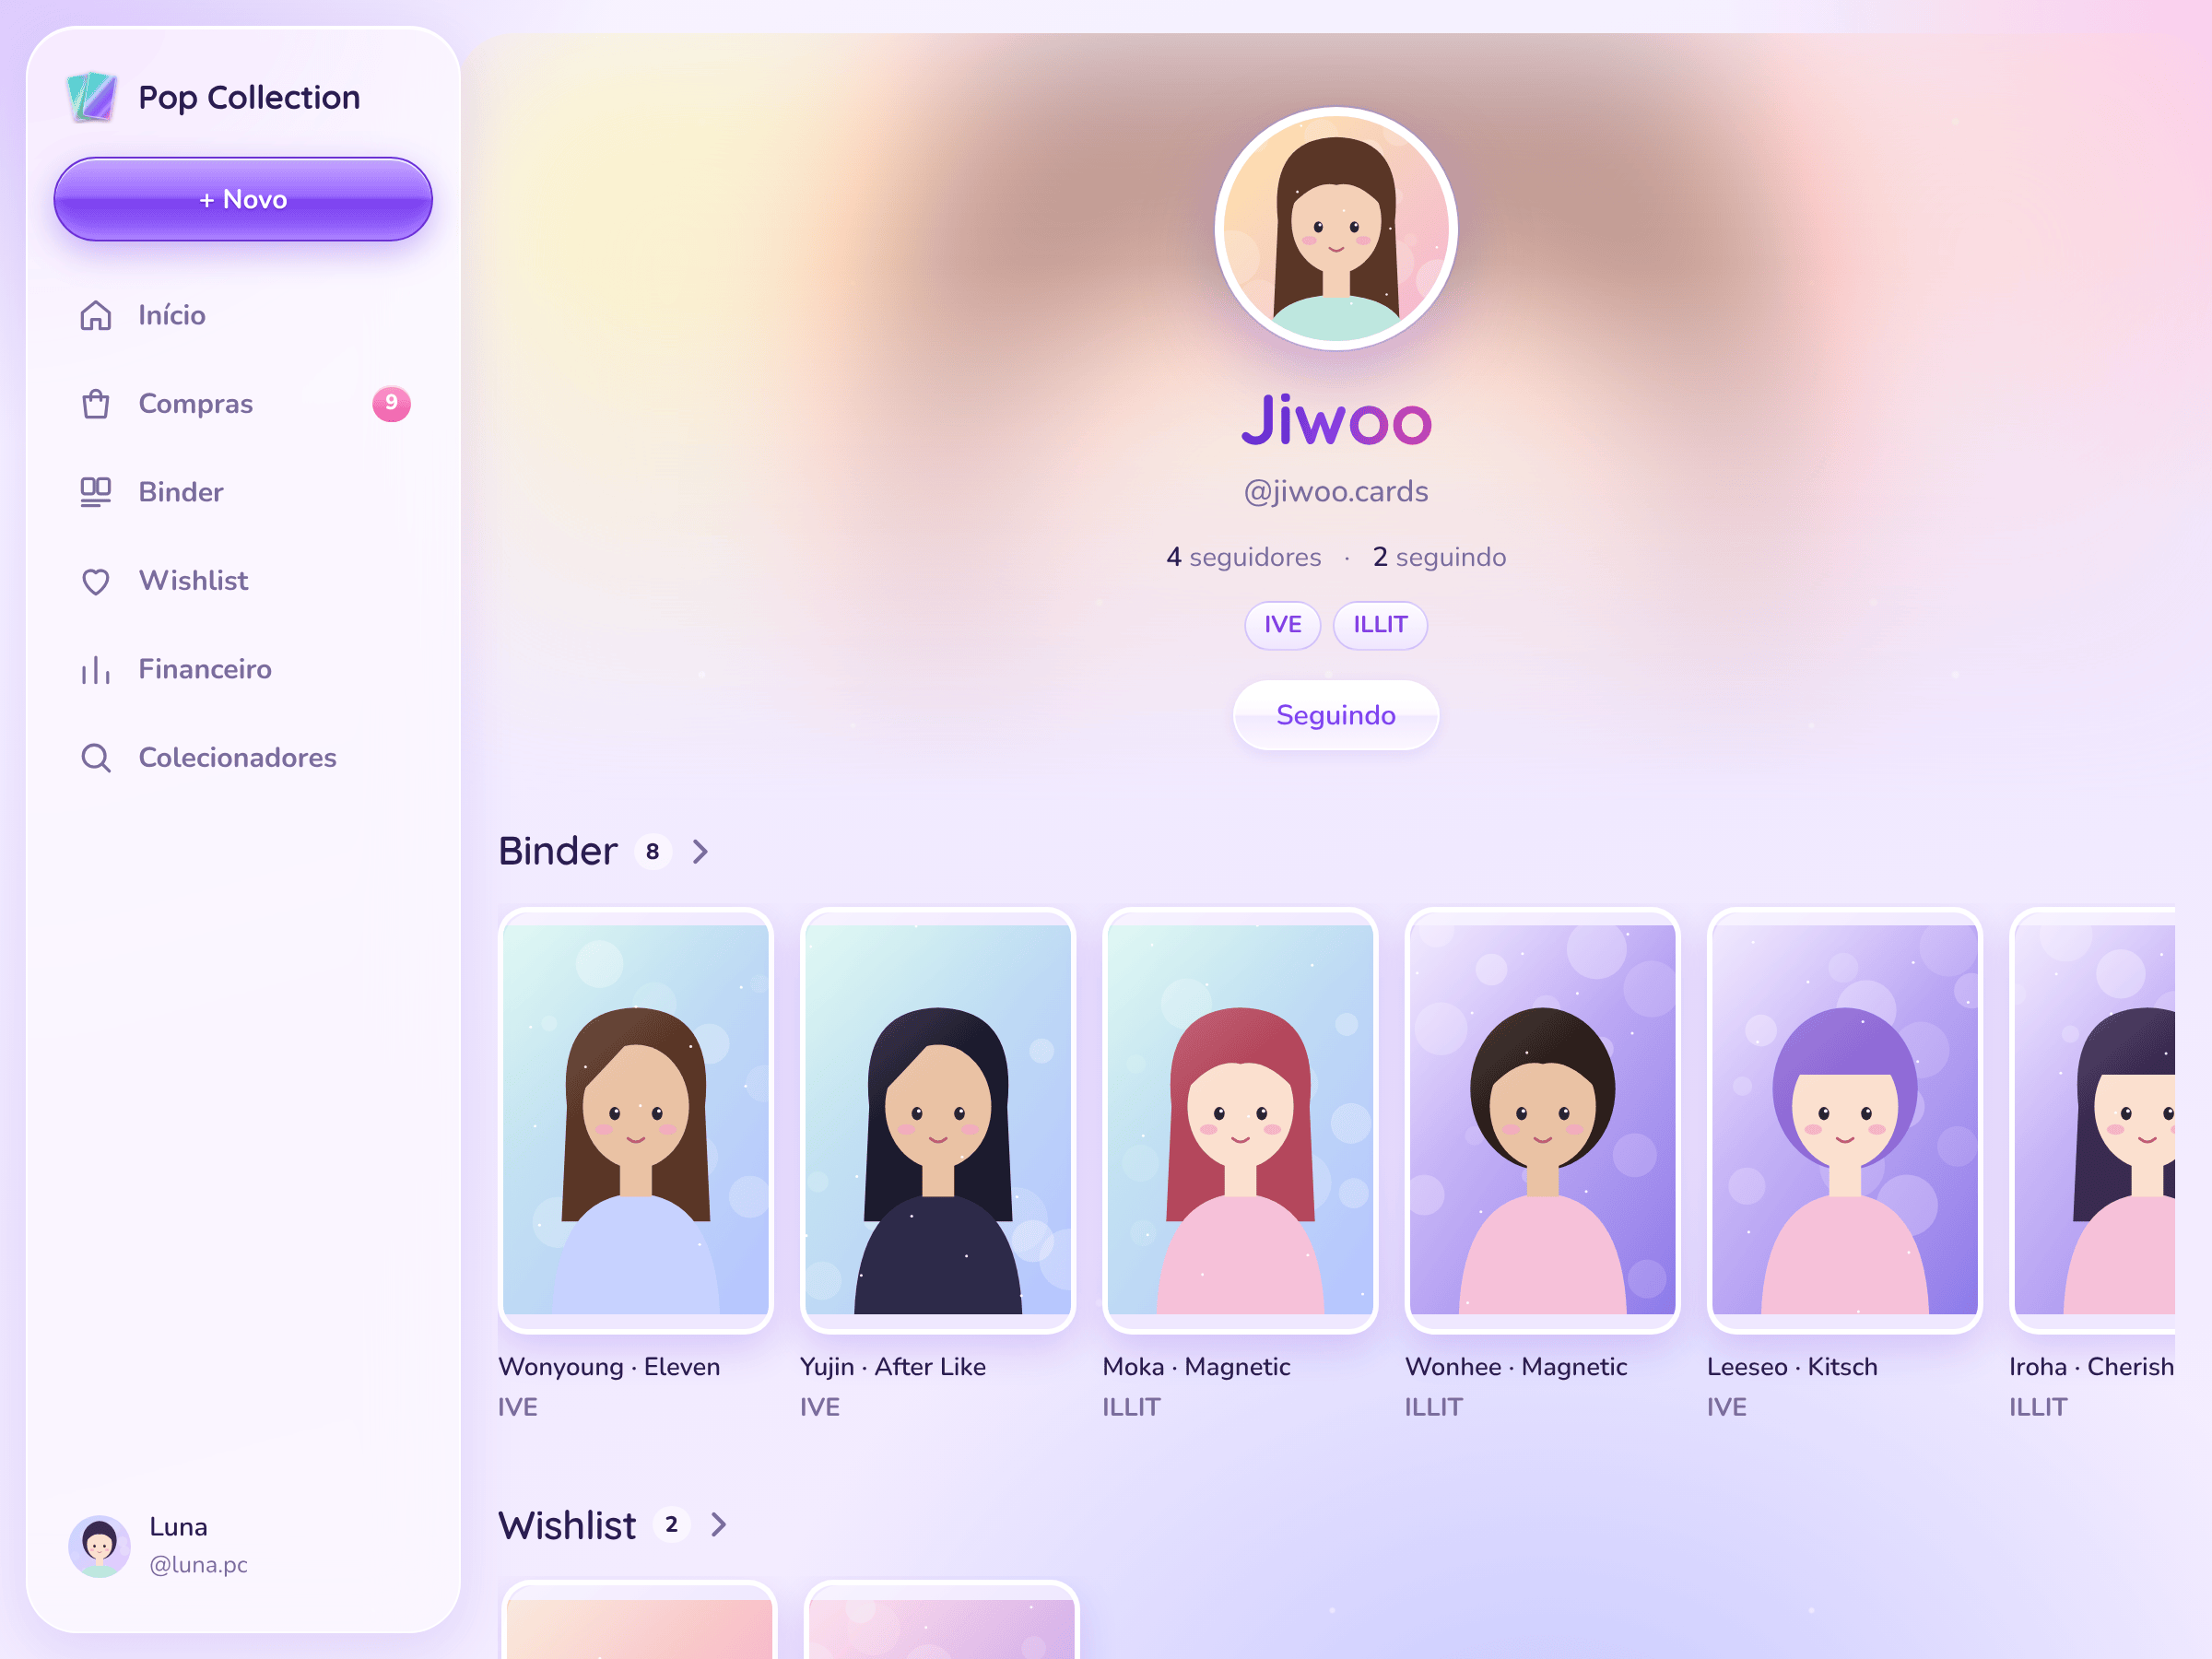 Pop Collection
+ Novo
Início
Compras 9
Binder
Wishlist
Financeiro
Colecionadores
Luna
@luna.pc
Jiwoo
@jiwoo.cards
4 seguidores · 2 seguindo
IVE ILLIT
Seguindo
Binder 8
Wonyoung · Eleven
IVE
Yujin · After Like
IVE
Moka · Magnetic
ILLIT
Wonhee · Magnetic
ILLIT
Leeseo · Kitsch
IVE
Iroha · Cherish
ILLIT
Wishlist 2